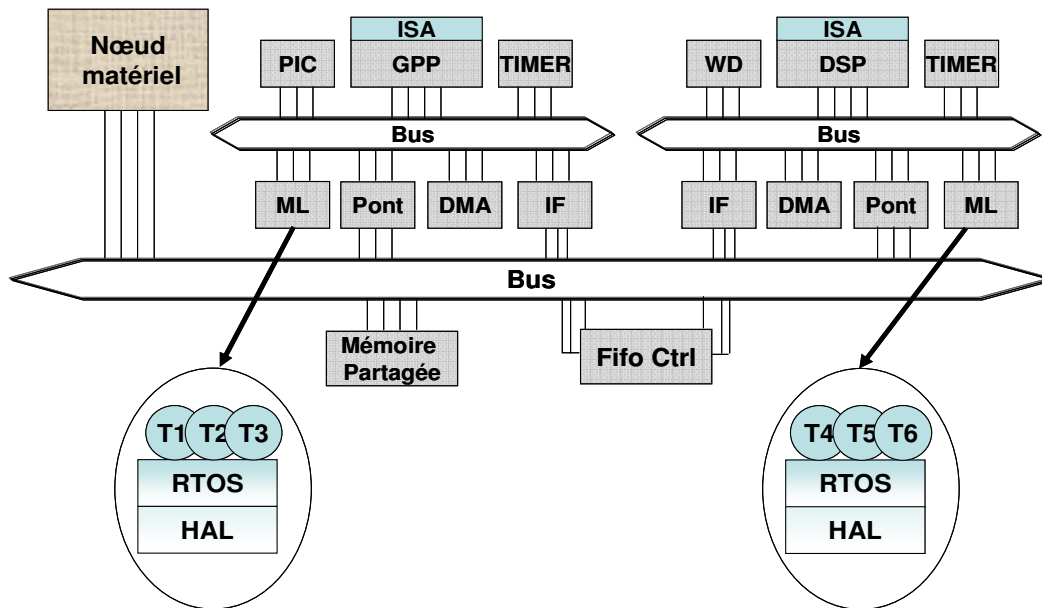 Nœud
matériel
ISA
PIC
GPP
TIMER
ISA
WD
DSP
TIMER
Bus
Bus
ML
Pont
DMA
IF
IF
DMA
Pont
ML
Bus
Mémoire
Partagée
Fifo Ctrl
T1
T2
T3
RTOS
HAL
T4
T5
T6
RTOS
HAL